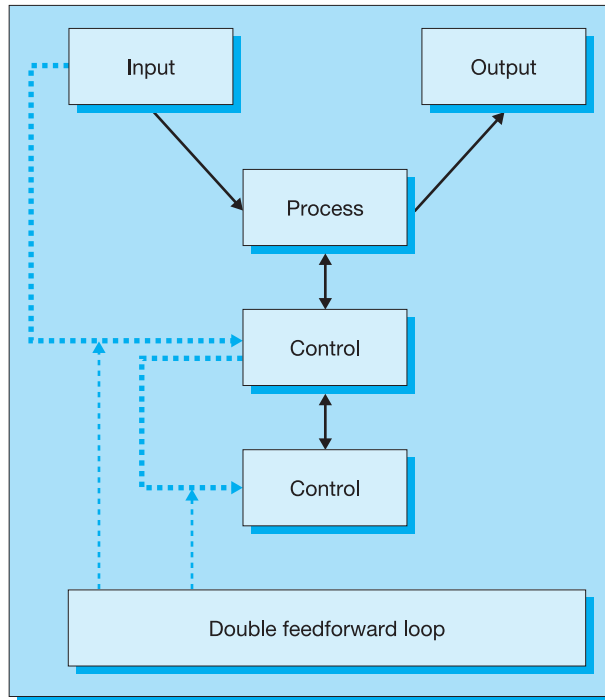 Input
Output
Process
Control
Control
Double feedforward loop